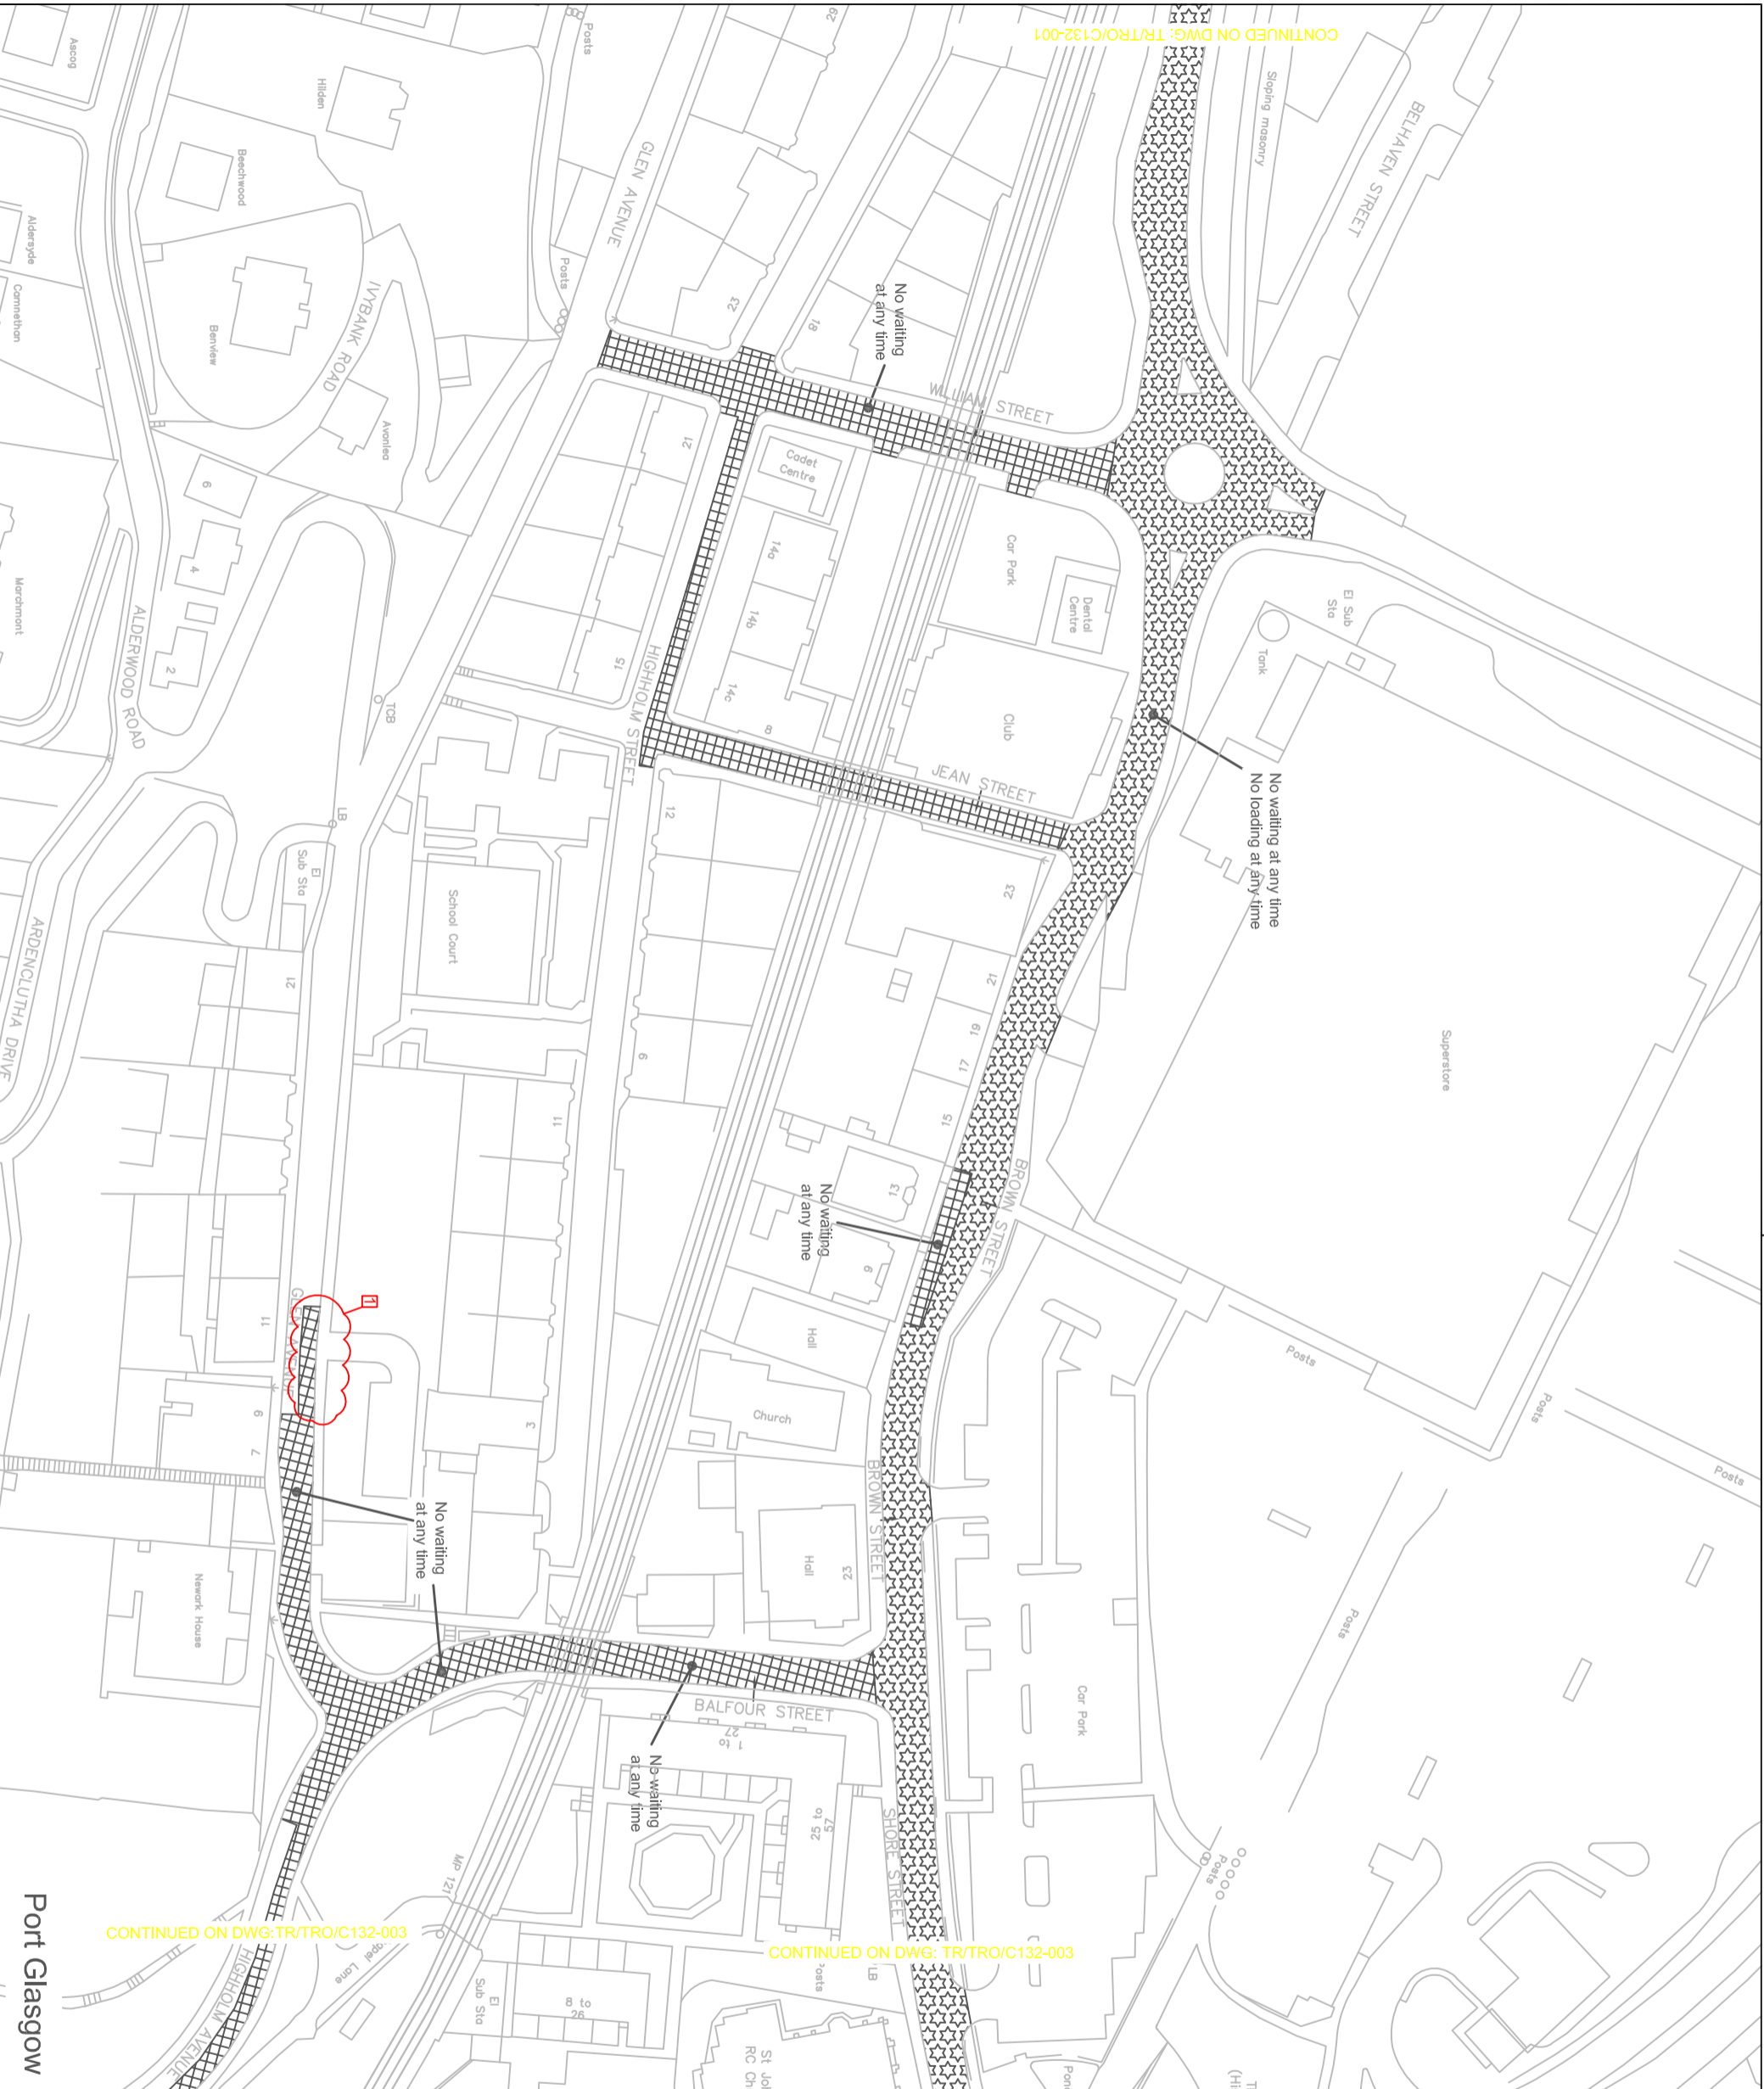 CONTINUED ON DWG: TR/TRO/C132-001
BELHAVEN STREET
Sloping masonry
29
Posts
Ascog
Hilden
Beechwood
Aldersyde
Carnethan
Benview
IVYBANK ROAD
Avonlea
GLEN AVENUE
Posts
23
18
No waiting
at any time
WILLIAM STREET
21
Cadet
Centre
14a
14b
14c
8
Car Park
Dental
Centre
Club
El Sub
Sta
Tank
6
4
2
Marchmont
ALDERWOOD ROAD
TCB
15
HIGHHOLM STREET
JEAN STREET
No waiting at any time
No loading at any time
LB
El
Sub Sta
School Court
12
23
21
19
17
15
Superstore
ARDENCLUTHA DRIVE
21
11
6
13
9
No waiting
at any time
BROWN STREET
Hall
Church
Posts
Posts
Posts
Posts
GLEN AVENUE
1
11
9
7
3
No waiting
at any time
BROWN STREET
Hall
23
Newark House
BALFOUR STREET
1 to
27
No waiting
at any time
25 to
57
Car Park
SHORE STREET
Posts
MP 121
CONTINUED ON DWG:TR/TRO/C132-003
CONTINUED ON DWG: TR/TRO/C132-003
HIGHHOLM AVENUE
El
Sub Sta
8 to
26
LB
Port Glasgow